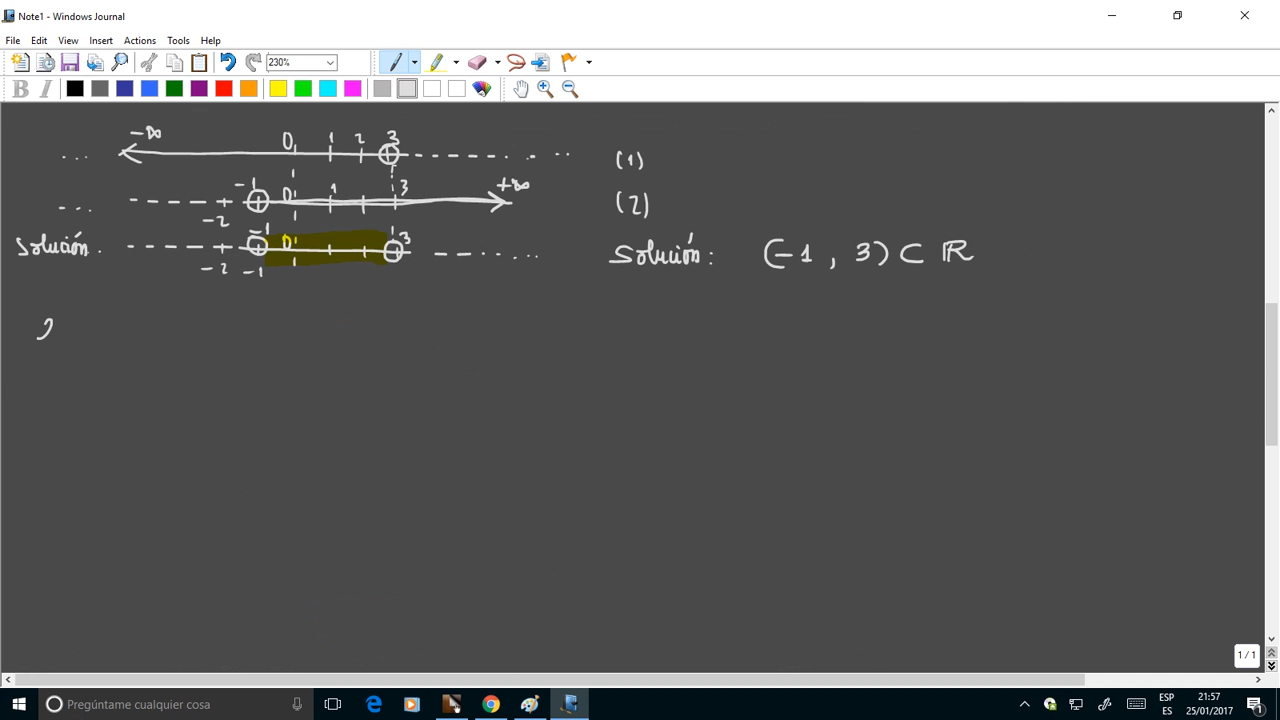 Note1 - Windows Journal
File Edit View Insert Actions Tools Help
230%
B I
-∞ 0 1 2 3
... ..... (1)
-1 0 1 3 +∞
... -2 (2)
Solución. -1 0 3 ..... Solución: (-1 , 3) ⊂ ℝ
-2 -1
1 / 1
Pregúntame cualquier cosa
ESP 21:57
ES 25/01/2017